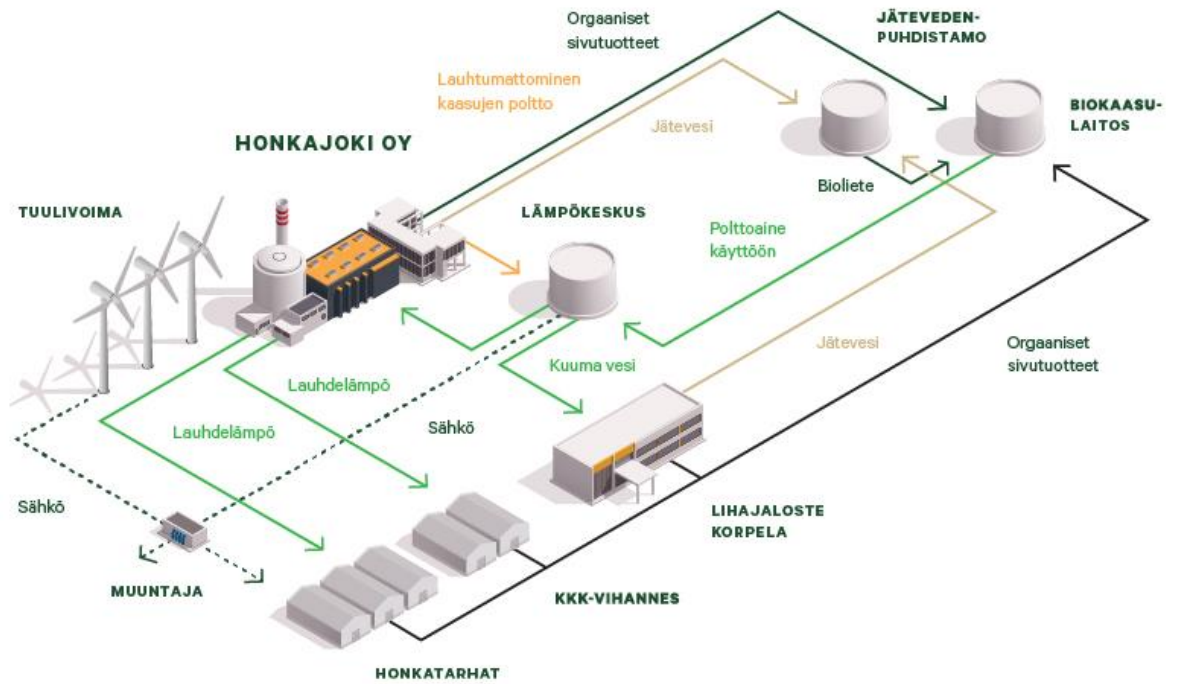 Orgaaniset
sivutuotteet
JÄTEVEDEN-
PUHDISTAMO
Lauhtumattominen
kaasujen poltto
Jätevesi
BIOKAASU-
LAITOS
HONKAJOKI OY
Bioliete
TUULIVOIMA
LÄMPÖKESKUS
Polttoaine
käyttöön
Jätevesi
Orgaaniset
sivutuotteet
Kuuma vesi
Lauhdelämpö
Lauhdelämpö
Sähkö
Sähkö
LIHAJALOSTE
KORPELA
MUUNTAJA
KKK-VIHANNES
HONKATARHAT